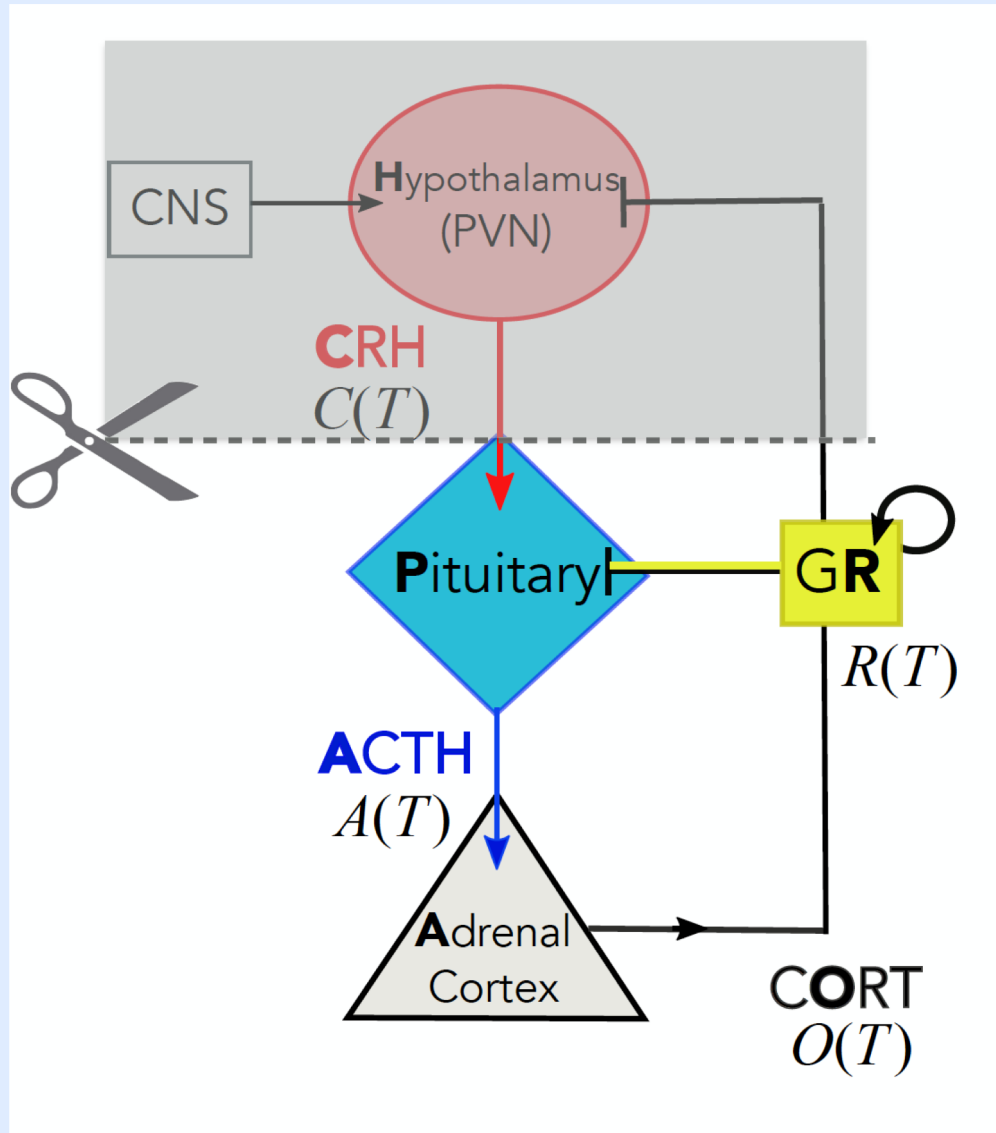 CNS
Hypothalamus
(PVN)
CRH
C(T)
Pituitary
GR
R(T)
ACTH
A(T)
Adrenal
Cortex
CORT
O(T)